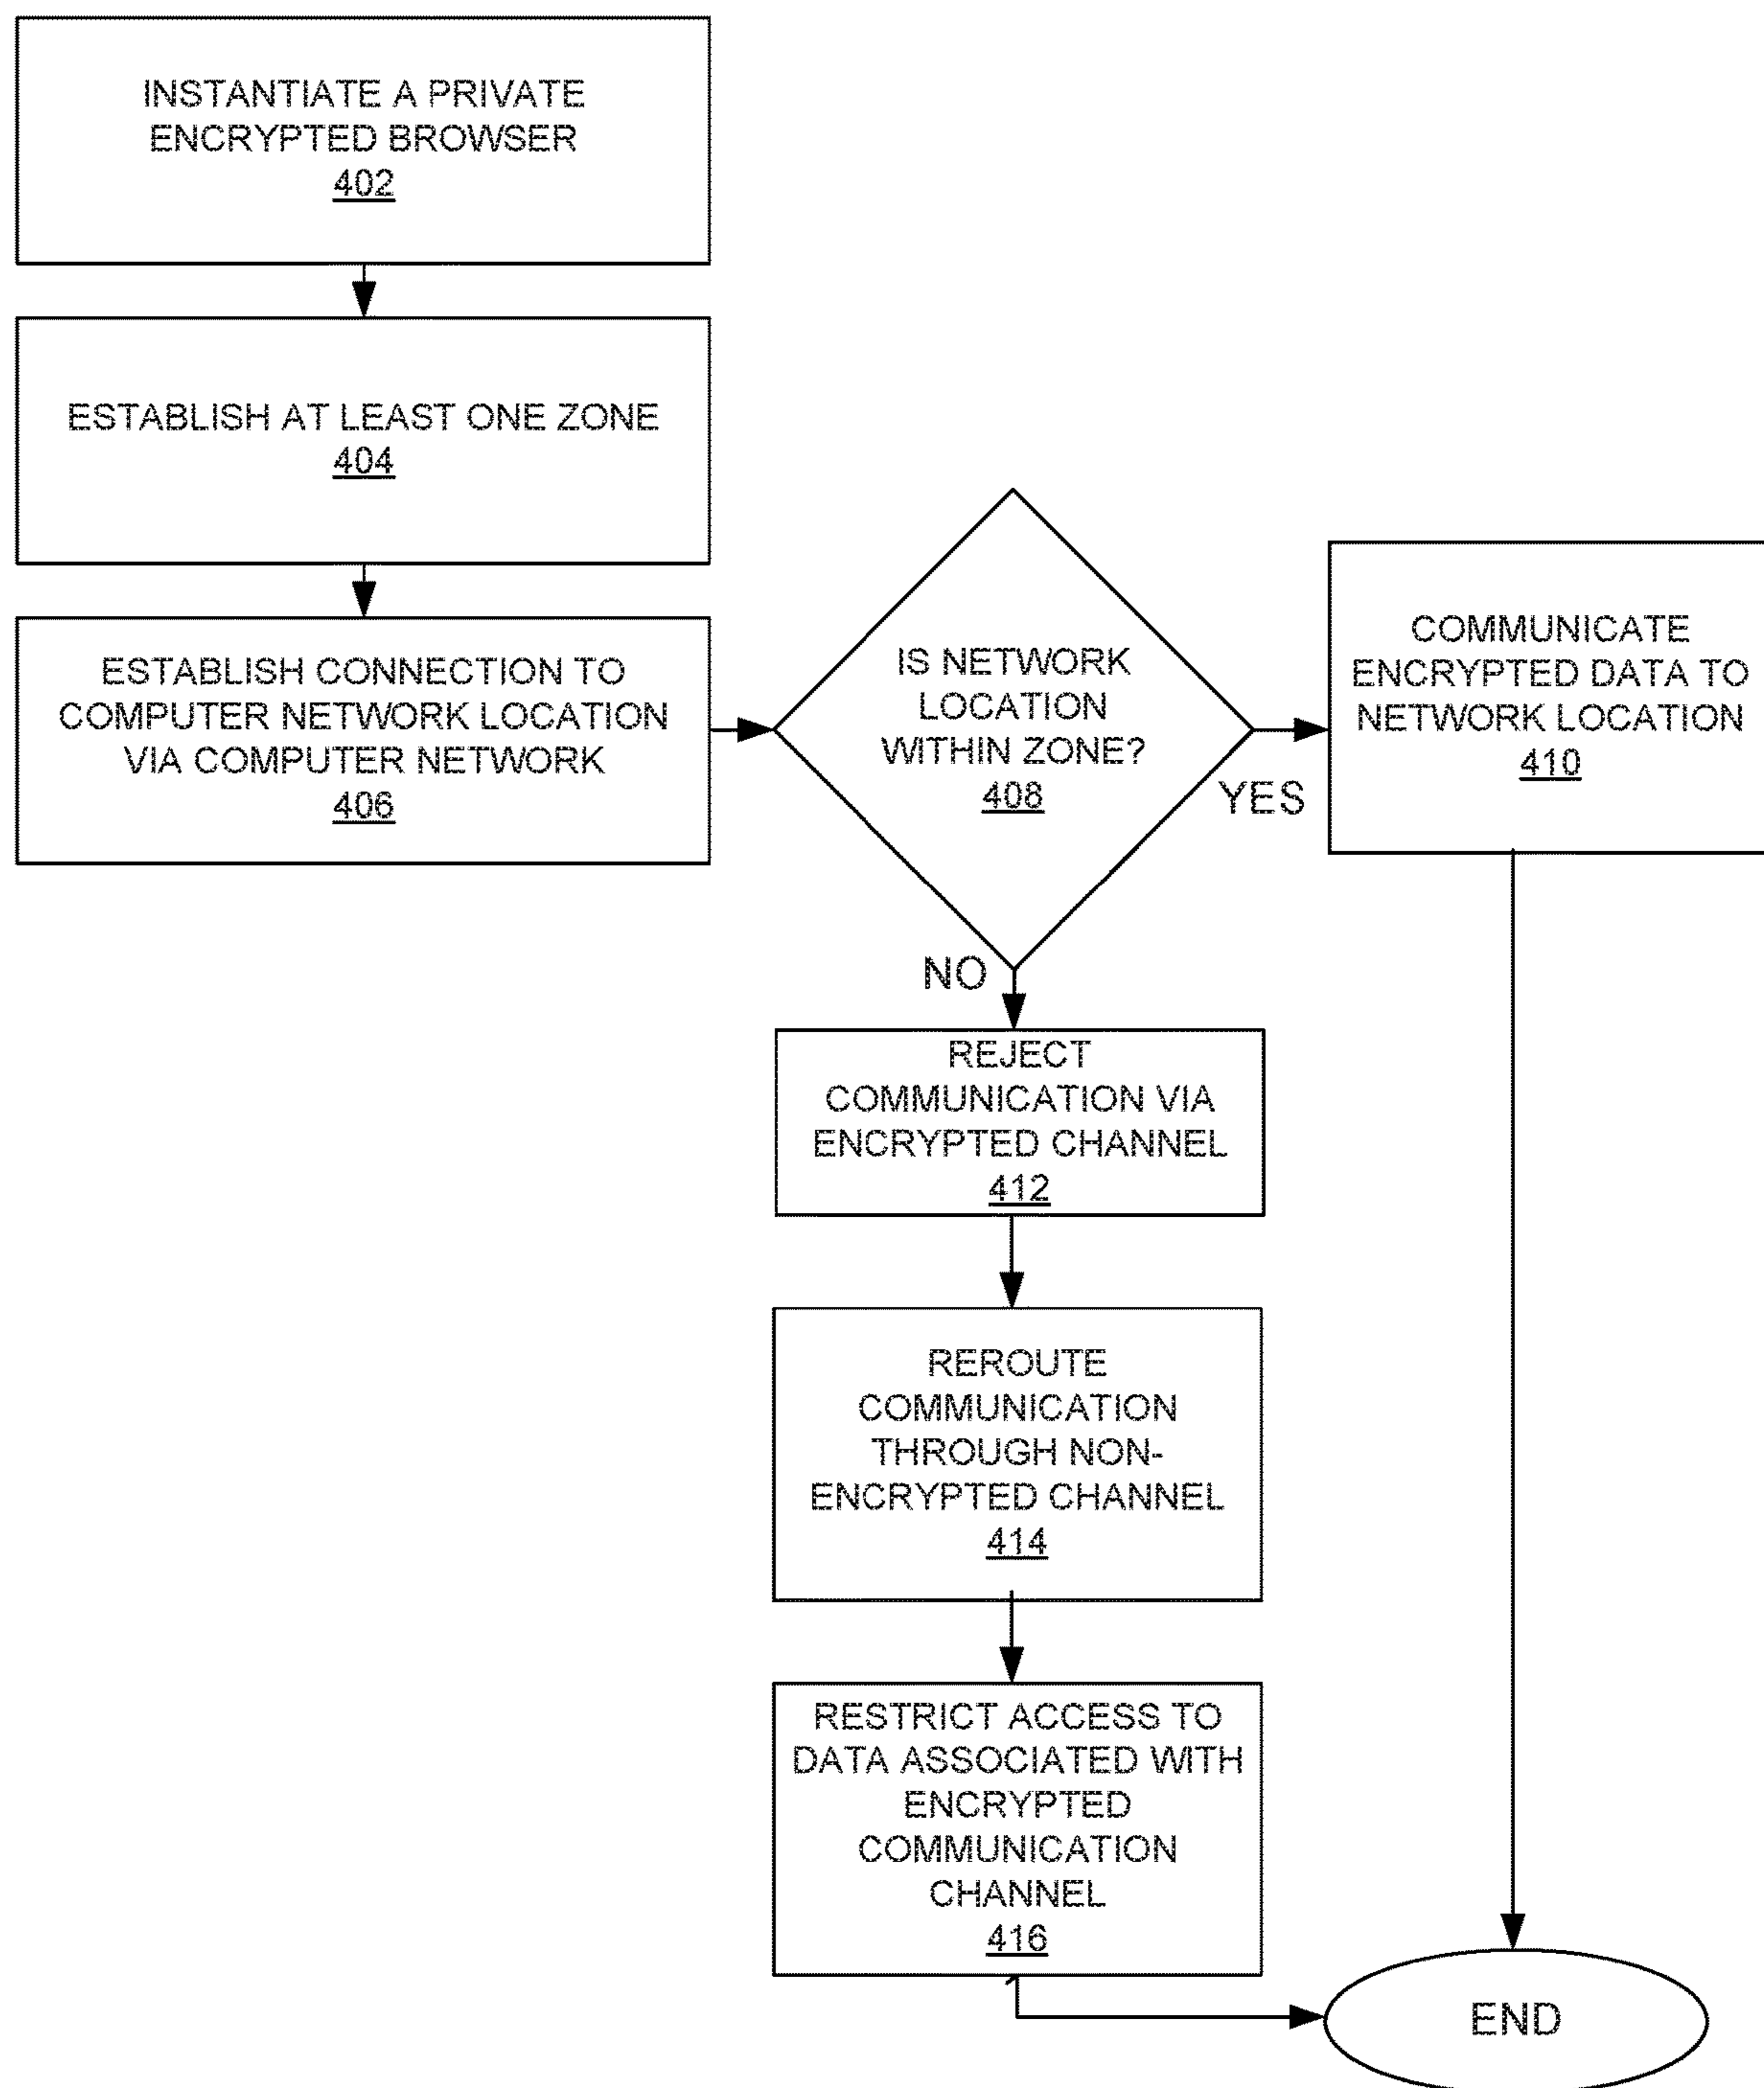 INSTANTIATE A PRIVATE
ENCRYPTED BROWSER
402
ESTABLISH AT LEAST ONE ZONE
404
ESTABLISH CONNECTION TO
COMPUTER NETWORK LOCATION
VIA COMPUTER NETWORK
406
IS NETWORK
LOCATION
WITHIN ZONE?
408
YES
COMMUNICATE
ENCRYPTED DATA TO
NETWORK LOCATION
410
NO
REJECT
COMMUNICATION VIA
ENCRYPTED CHANNEL
412
REROUTE
COMMUNICATION
THROUGH NON-
ENCRYPTED CHANNEL
414
RESTRICT ACCESS TO
DATA ASSOCIATED WITH
ENCRYPTED
COMMUNICATION
CHANNEL
416
END